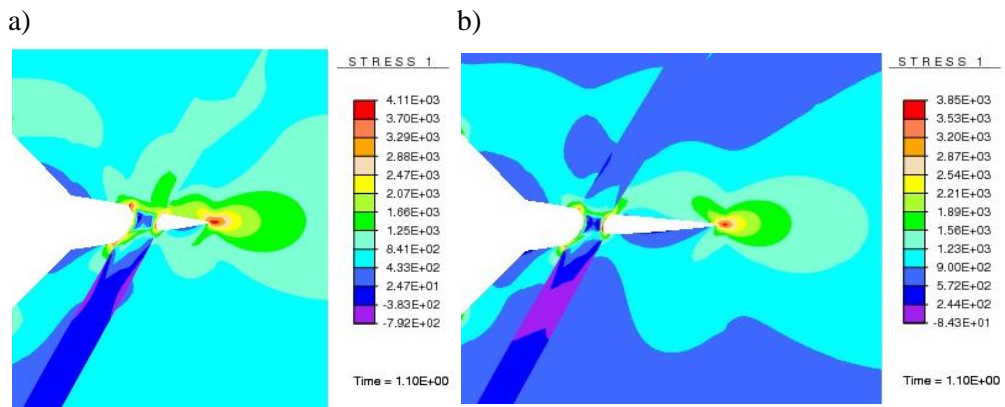 a)
STRESS 1
4.11E+03
3.70E+03
3.29E+03
2.88E+03
2.47E+03
2.07E+03
1.66E+03
1.25E+03
8.41E+02
4.33E+02
2.47E+01
-3.83E+02
-7.92E+02
Time = 1.10E+00
b)
STRESS 1
3.85E+03
3.53E+03
3.20E+03
2.87E+03
2.54E+03
2.21E+03
1.89E+03
1.56E+03
1.23E+03
9.00E+02
5.72E+02
2.44E+02
-8.43E+01
Time = 1.10E+00